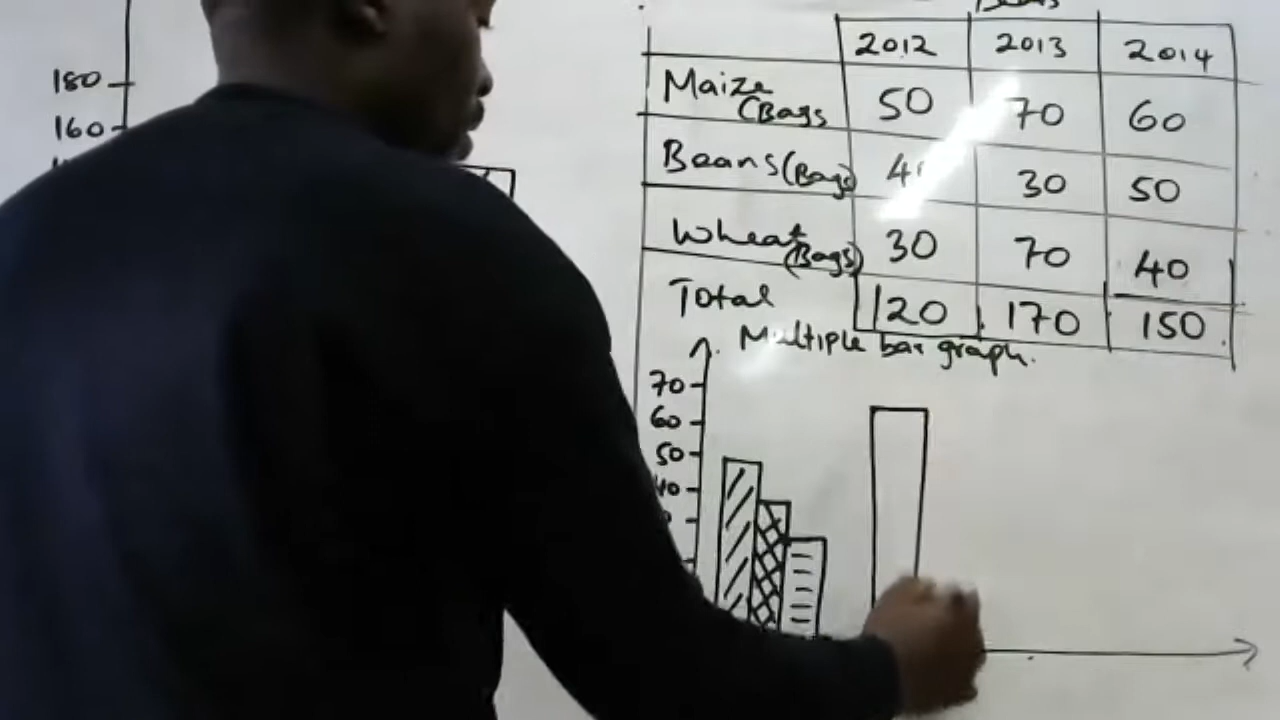 2012 2013 2014
Maize (Bags 50 70 60
Beans (Bags) 30 50
Wheat (Bags) 30 70 40
Total 120 170 150
Multiple bar graph.
180
160
70
60
50
40